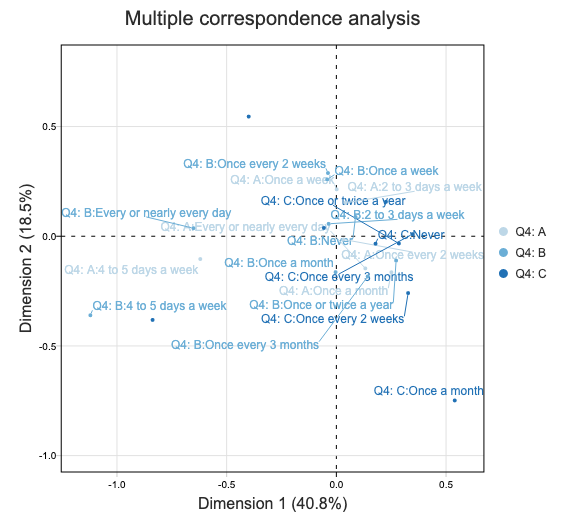 Multiple correspondence analysis
0.5
0.0
-0.5
-1.0
Dimension 2 (18.5%)
Q4: B:Once every 2 weeks
Q4: B:Once a week
Q4: A:Once a week
Q4: A:2 to 3 days a week
Q4: C:Once or twice a year
Q4: B:Every or nearly every day
Q4: B:2 to 3 days a week
Q4: A:Every or nearly every day
Q4: B:Never
Q4: C:Never
Q4: A:Once every 2 weeks
Q4: A:4 to 5 days a week
Q4: B:Once a month
Q4: C:Once every 3 months
Q4: A:Once a month
Q4: B:4 to 5 days a week
Q4: B:Once or twice a year
Q4: C:Once every 2 weeks
Q4: B:Once every 3 months
Q4: C:Once a month
Q4: A
Q4: B
Q4: C
-1.0 -0.5 0.0 0.5
Dimension 1 (40.8%)